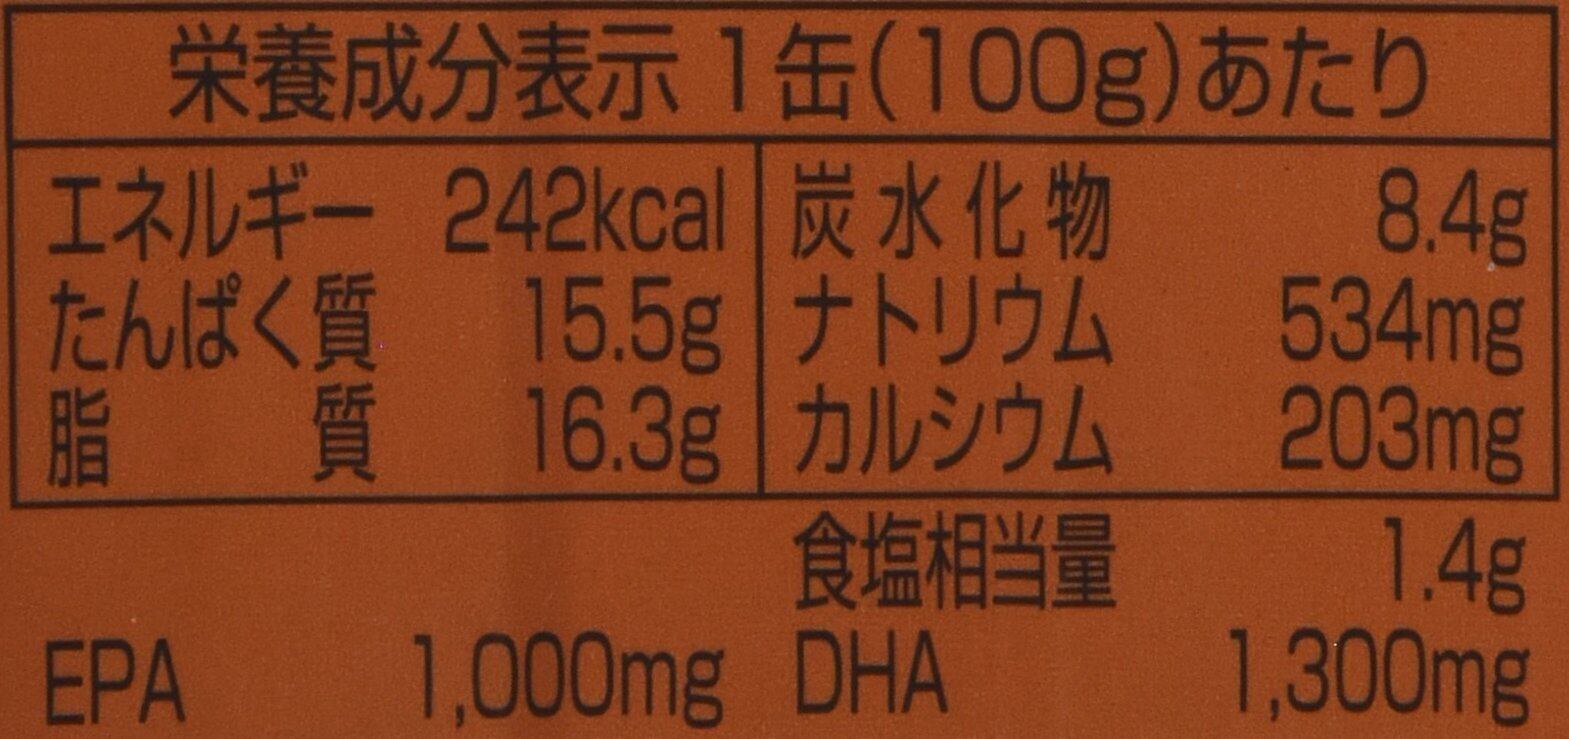 栄養成分表示 1缶(100g)あたり
エネルギー 242kcal
たんぱく質 15.5g
脂質 16.3g
炭水化物 8.4g
ナトリウム 534mg
カルシウム 203mg
食塩相当量 1.4g
EPA 1,000mg DHA 1,300mg